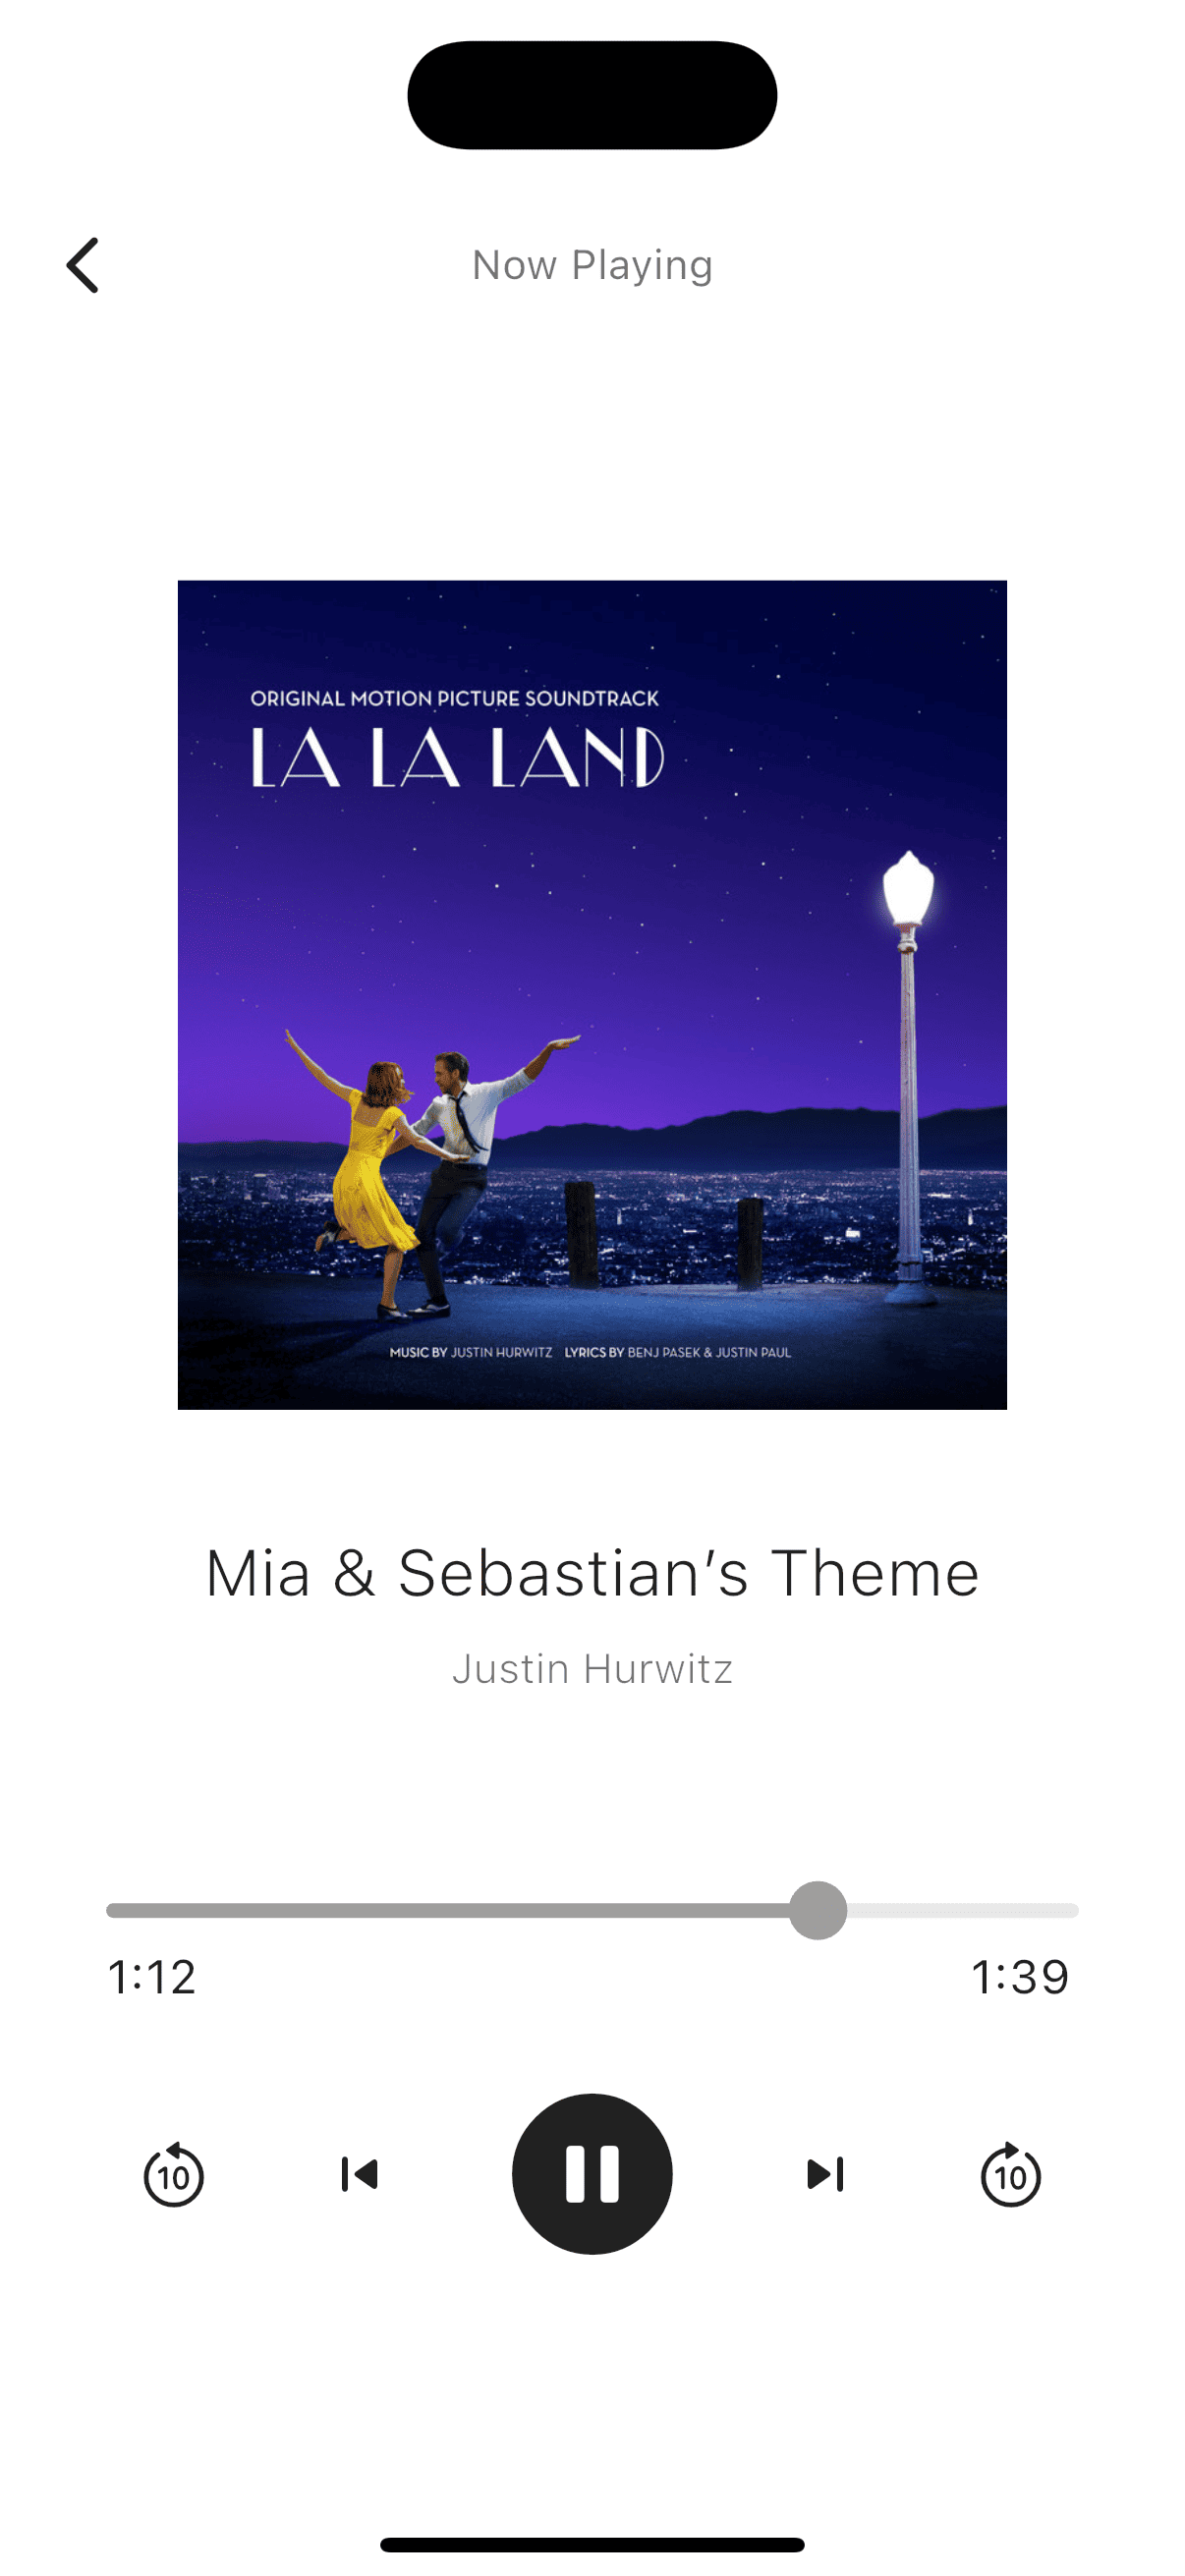 Now Playing
ORIGINAL MOTION PICTURE SOUNDTRACK
LA LA LAND
MUSIC BY JUSTIN HURWITZ LYRICS BY BENJ PASEK & JUSTIN PAUL
Mia & Sebastian’s Theme
Justin Hurwitz
1:12 1:39
10 10